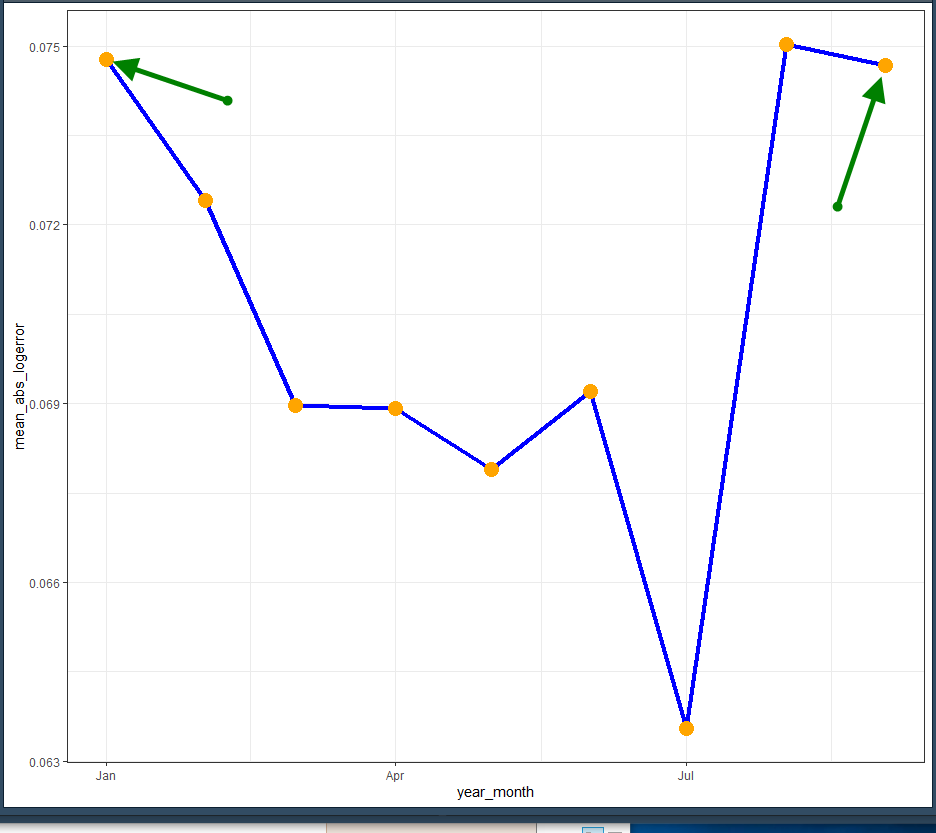 mean_abs_logerror
0.075
0.072
0.069
0.066
0.063
Jan
Apr
Jul
year_month